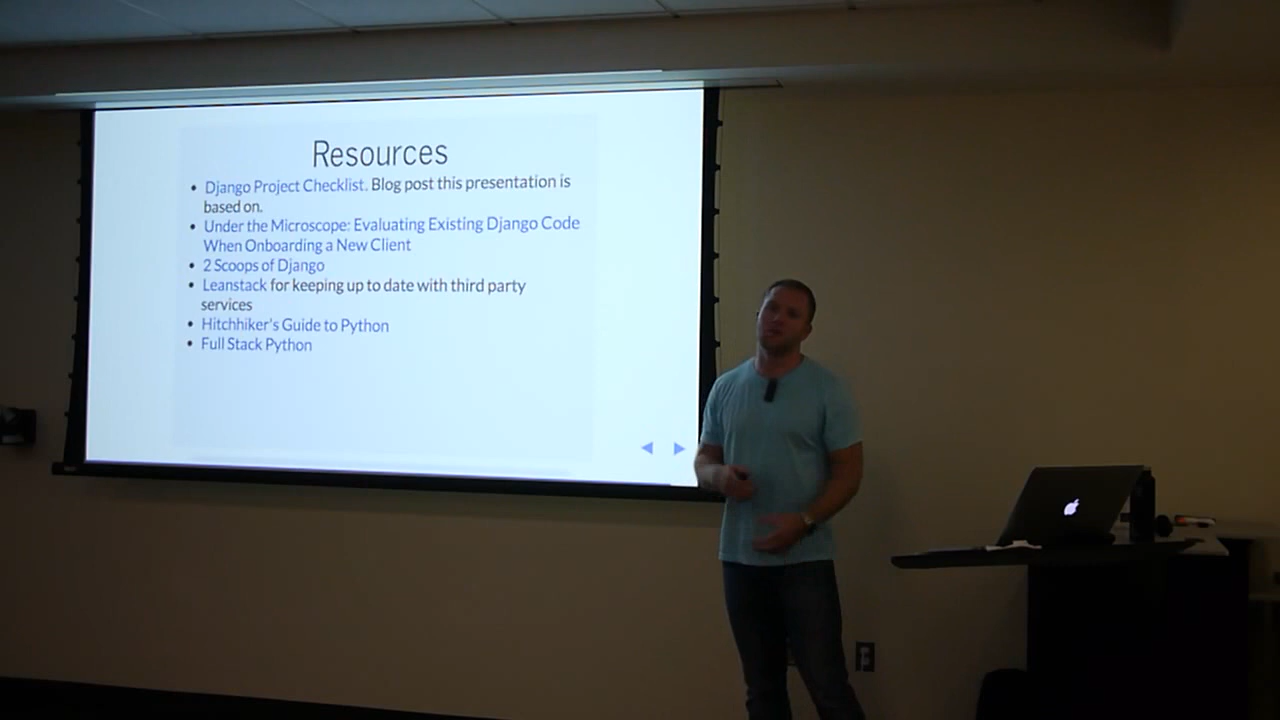 Resources
• Django Project Checklist. Blog post this presentation is
based on.
• Under the Microscope: Evaluating Existing Django Code
When Onboarding a New Client
• 2 Scoops of Django
• Leanstack for keeping up to date with third party
services
• Hitchhiker's Guide to Python
• Full Stack Python